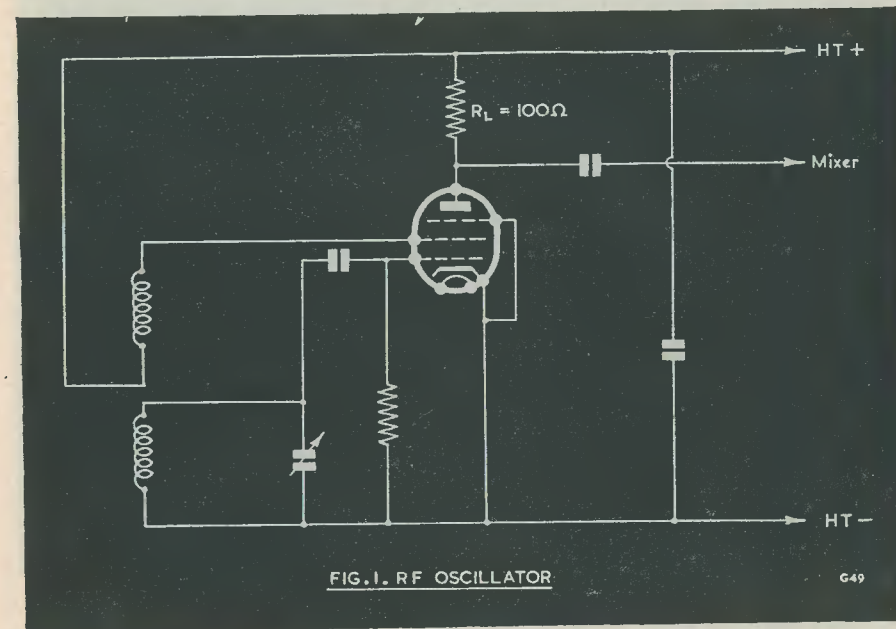 HT+
R_L = 100Ω
Mixer
HT−
FIG.1. RF OSCILLATOR
G49